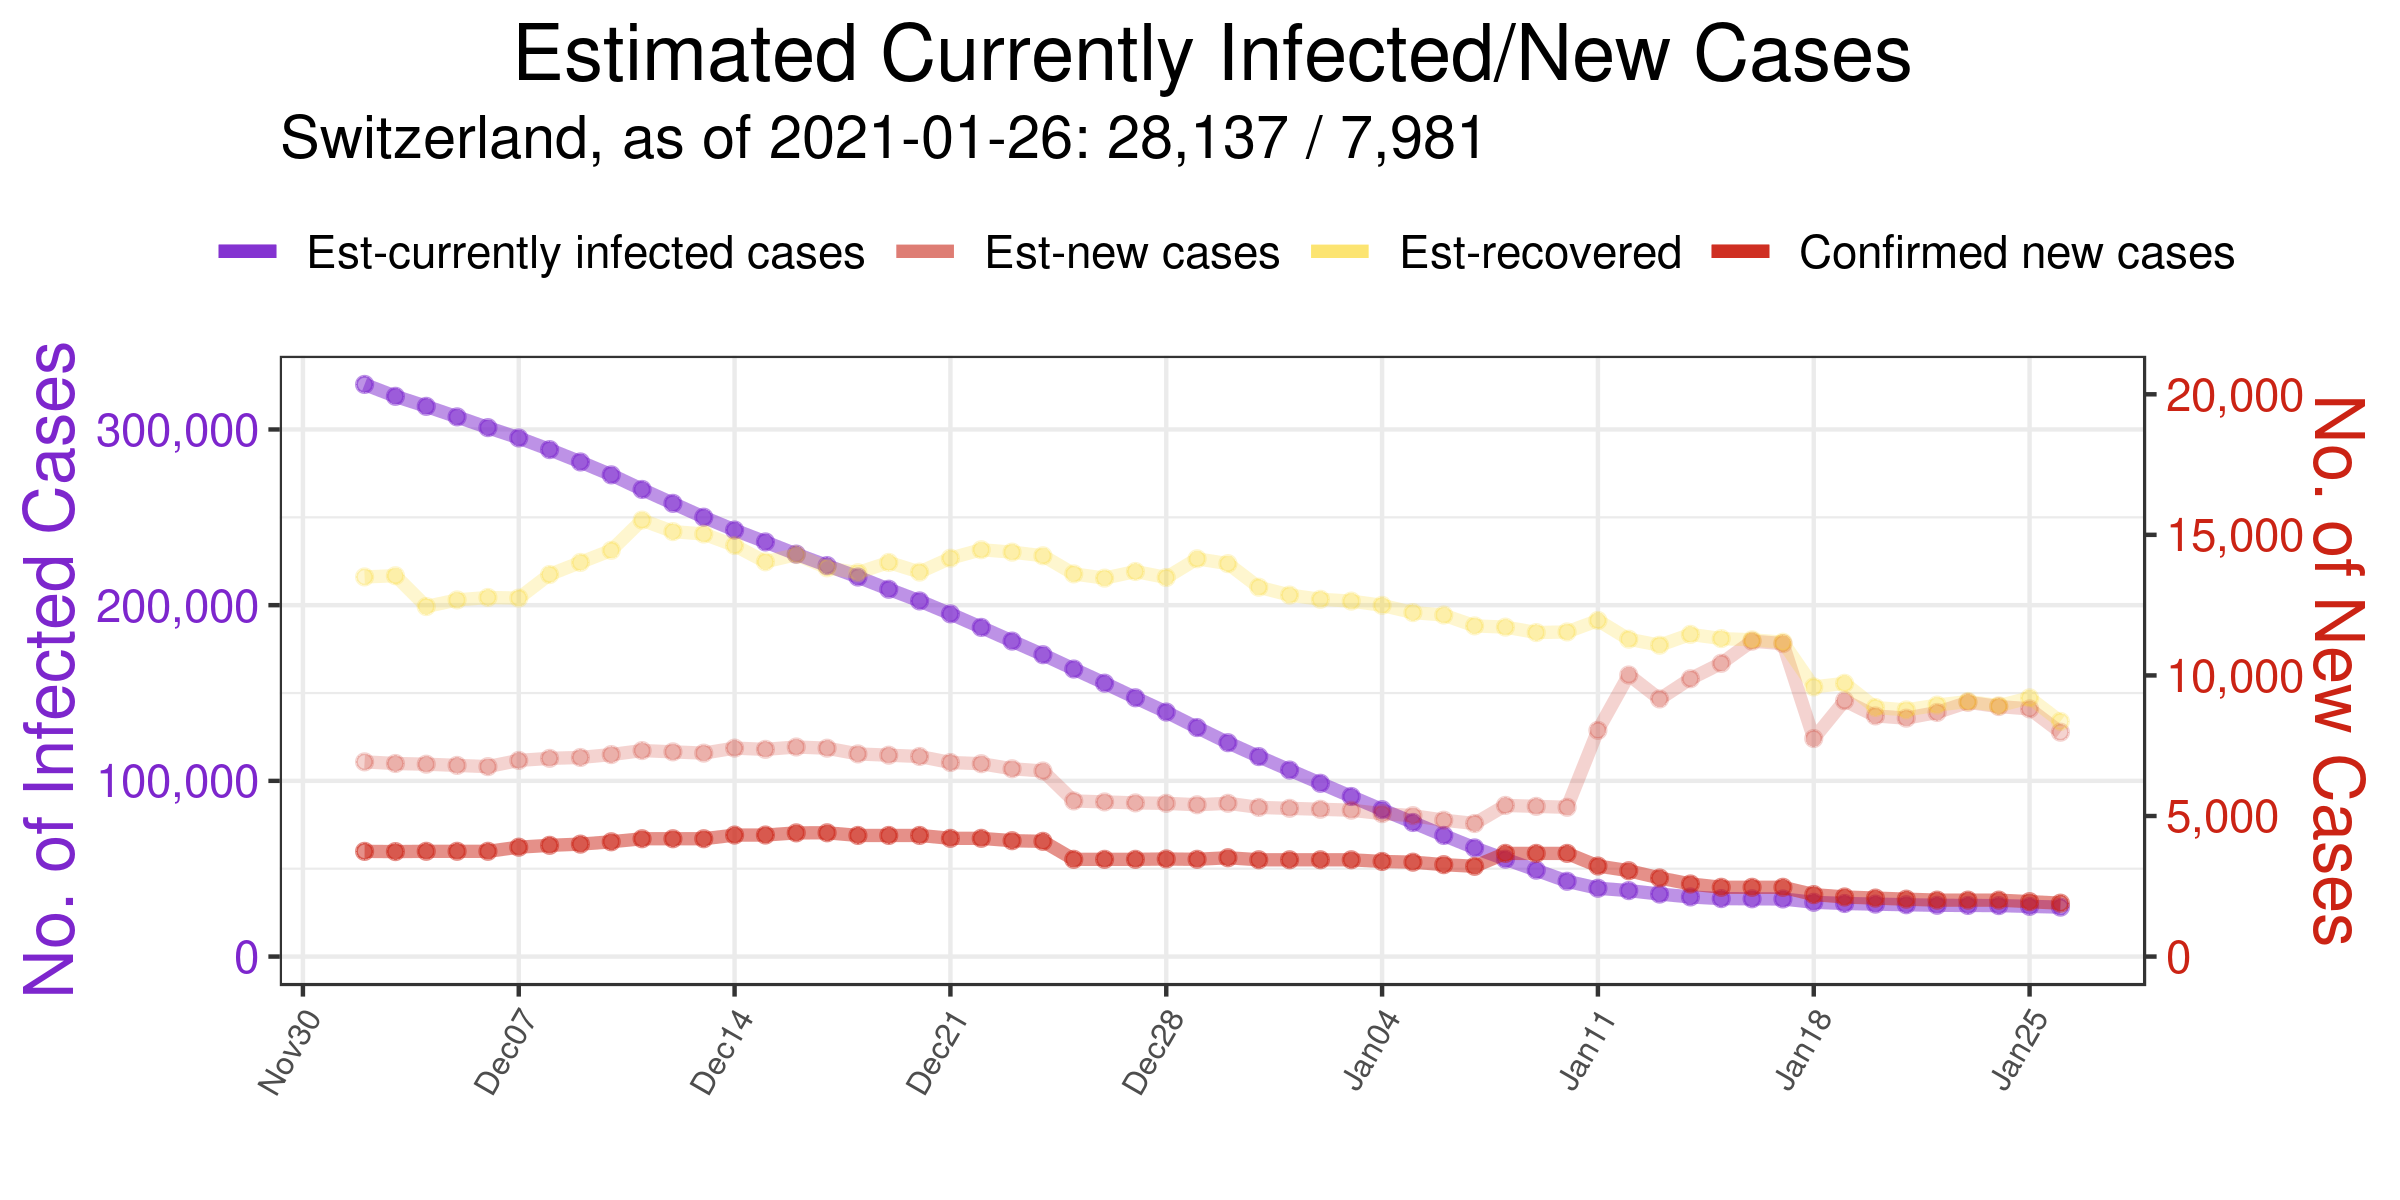 Estimated Currently Infected/New Cases
Switzerland, as of 2021-01-26: 28,137 / 7,981
Est-currently infected cases Est-new cases Est-recovered Confirmed new cases
No. of Infected Cases
300,000
200,000
100,000
0
20,000
15,000
10,000
5,000
0
No. of New Cases
Nov30 Dec07 Dec14 Dec21 Dec28 Jan04 Jan11 Jan18 Jan25